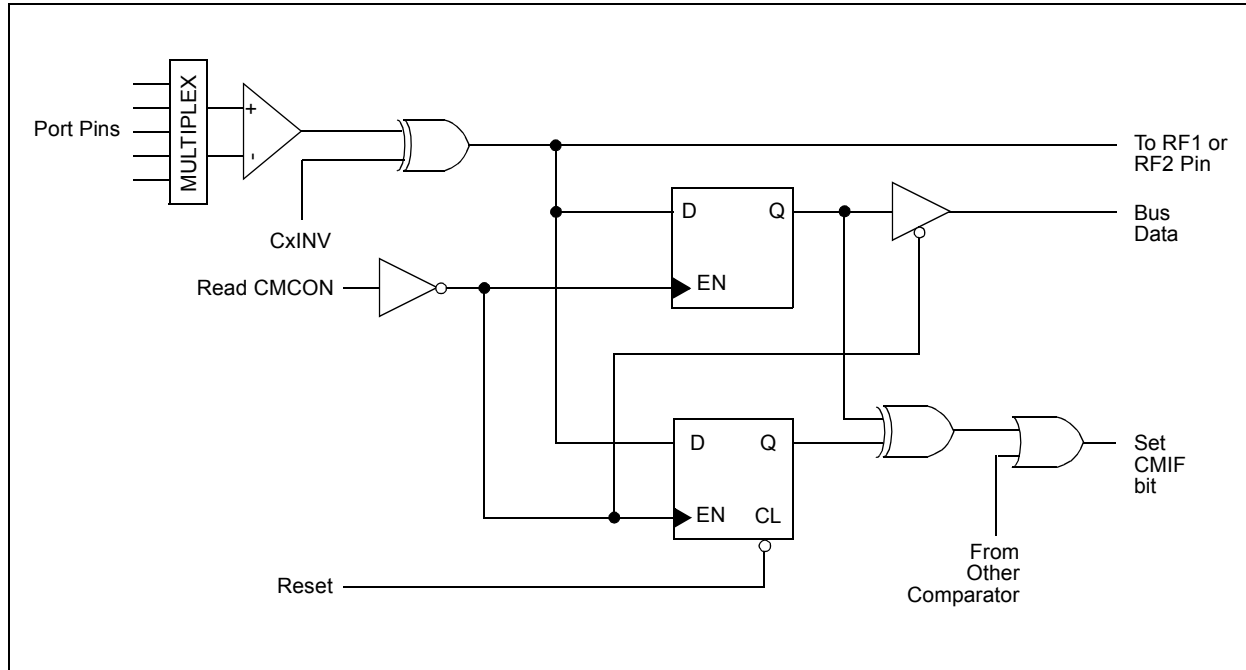 MULTIPLEX
Port Pins
+
-
CxINV
To RF1 or
RF2 Pin
D
Q
EN
Bus
Data
Read CMCON
D
Q
EN
CL
Set
CMIF
bit
From
Other
Comparator
Reset